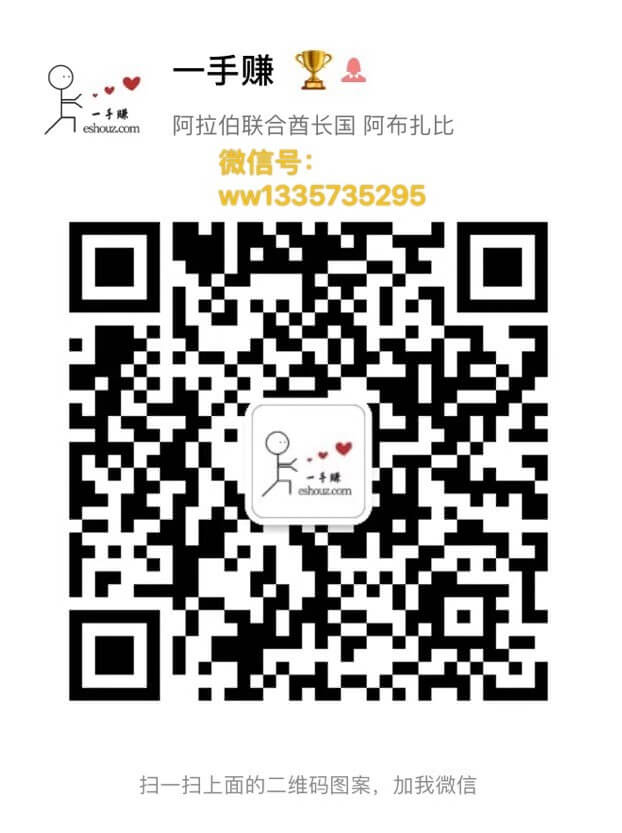 一手赚 🏆
一手赚
eshouz.com
阿拉伯联合酋长国 阿布扎比
微信号：
ww1335735295
一手赚
eshouz.com
扫一扫上面的二维码图案，加我微信